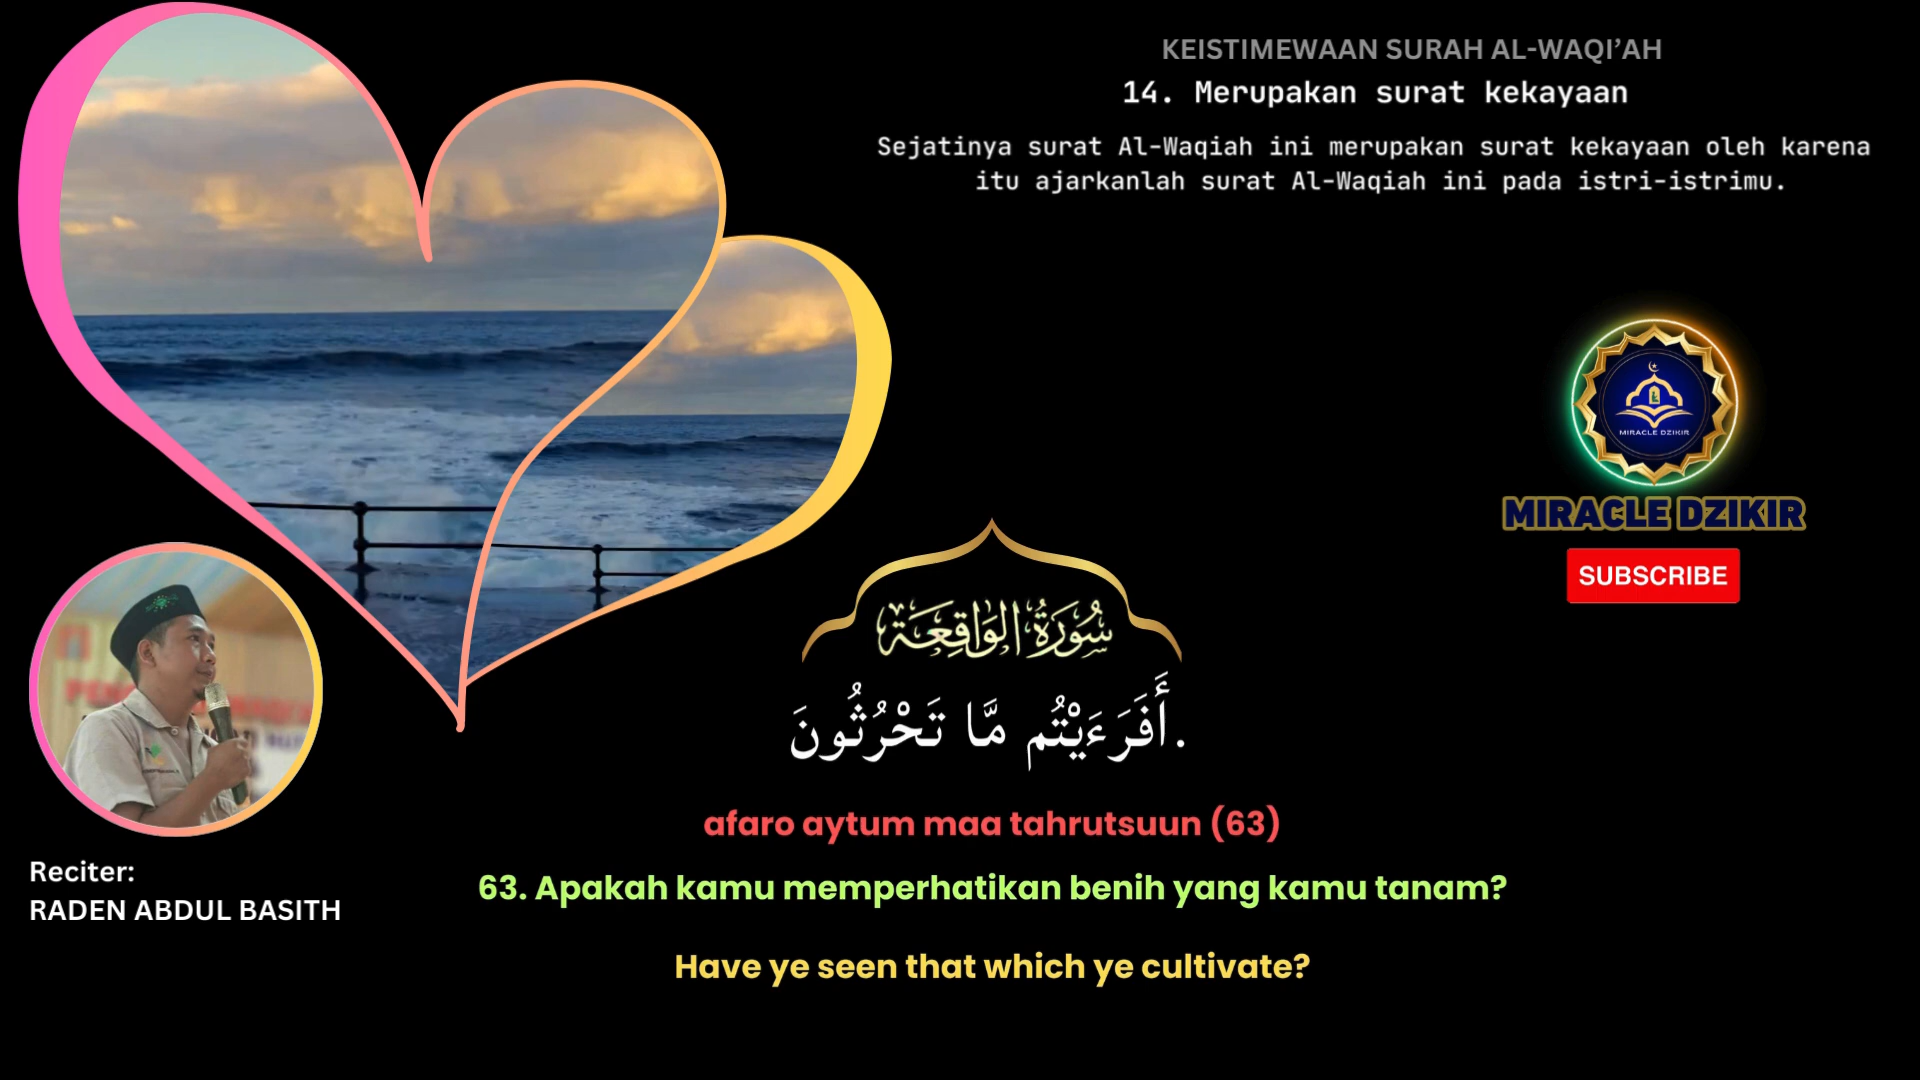 KEISTIMEWAAN SURAH AL-WAQI’AH
14. Merupakan surat kekayaan
Sejatinya surat Al-Waqiah ini merupakan surat kekayaan oleh karena
itu ajarkanlah surat Al-Waqiah ini pada istri-istrimu.
MIRACLE DZIKIR
MIRACLE DZIKIR
SUBSCRIBE
سُورَةُ الوَاقِعَة
أَفَرَءَيْتُم مَّا تَحْرُثُونَ.
afaro aytum maa tahrutsuun (63)
63. Apakah kamu memperhatikan benih yang kamu tanam?
Have ye seen that which ye cultivate?
Reciter:
RADEN ABDUL BASITH